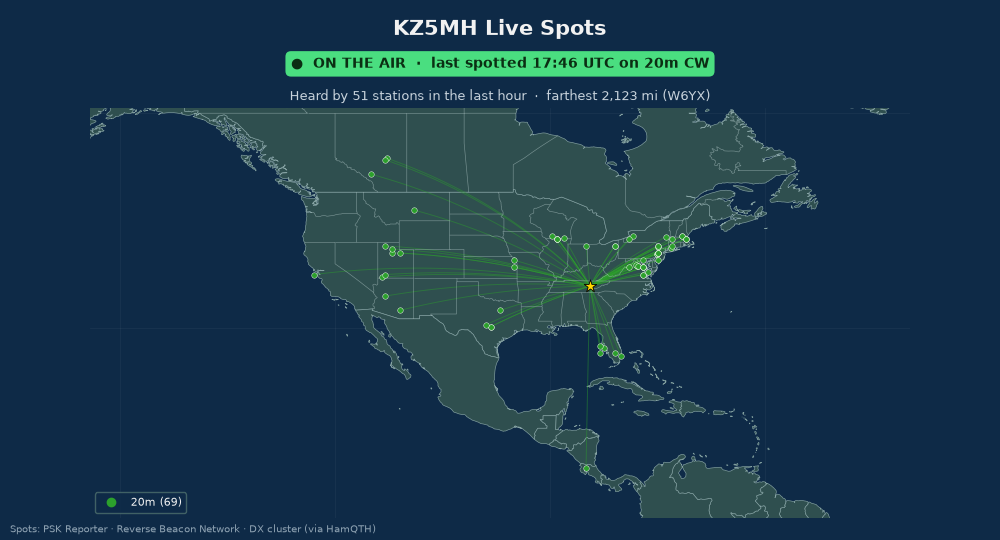 KZ5MH Live Spots
● ON THE AIR · last spotted 17:46 UTC on 20m CW
Heard by 51 stations in the last hour · farthest 2,123 mi (W6YX)
20m (69)
Spots: PSK Reporter · Reverse Beacon Network · DX cluster (via HamQTH)